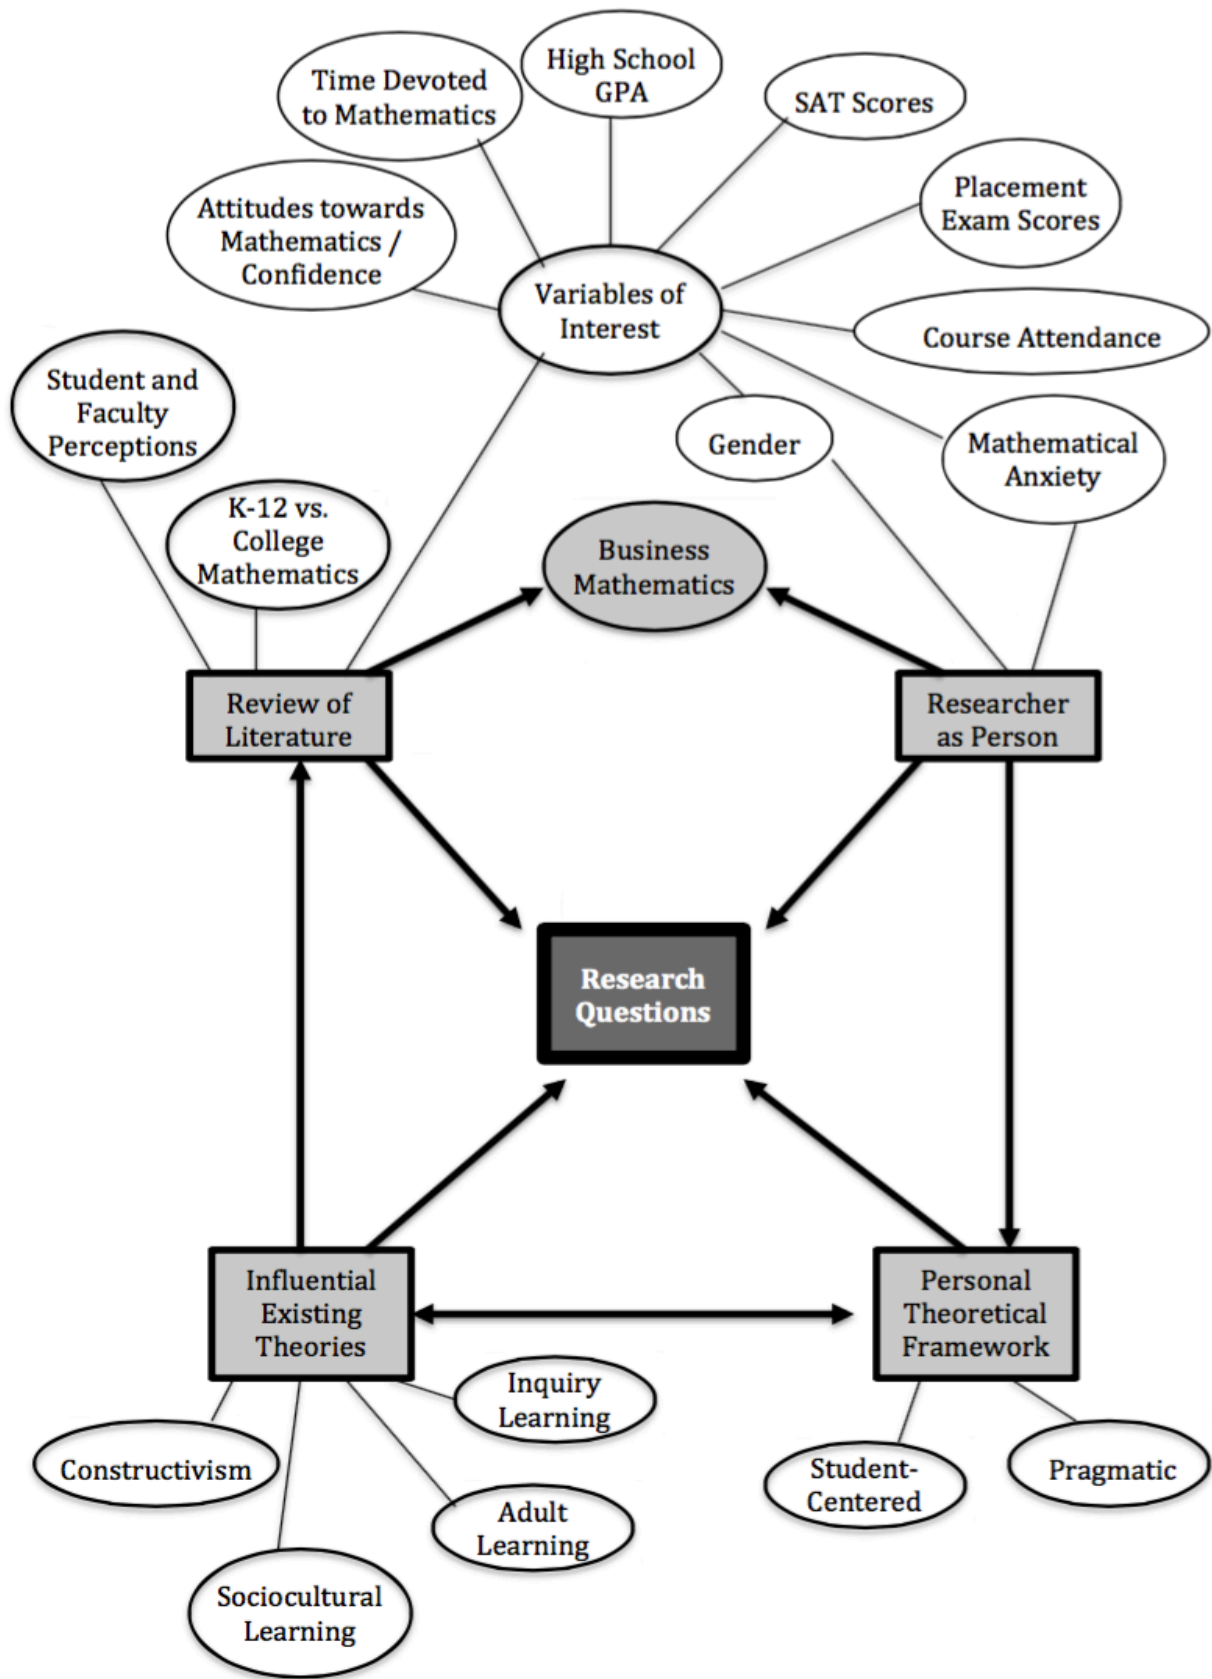 High School
GPA
Time Devoted
to Mathematics
SAT Scores
Placement
Exam Scores
Attitudes towards
Mathematics /
Confidence
Variables of
Interest
Course Attendance
Student and
Faculty
Perceptions
Gender
Mathematical
Anxiety
K-12 vs.
College
Mathematics
Business
Mathematics
Review of
Literature
Researcher
as Person
Research
Questions
Influential
Existing
Theories
Personal
Theoretical
Framework
Inquiry
Learning
Constructivism
Student-
Centered
Pragmatic
Adult
Learning
Sociocultural
Learning